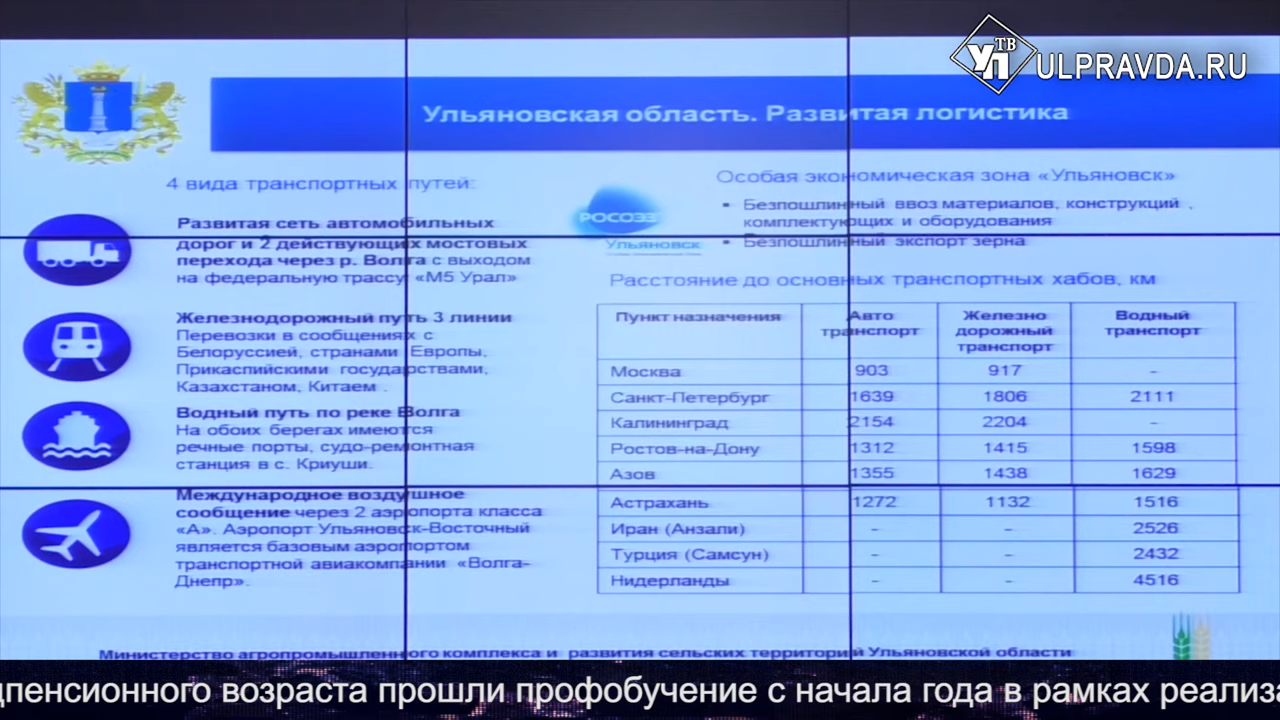 УП ТВ ULPRAVDA.RU
Ульяновская область. Развитая логистика
4 вида транспортных путей:
Развитая сеть автомобильных
дорог и 2 действующих мостовых
перехода через р. Волга с выходом
на федеральную трассу «М5 Урал»
Железнодорожный путь 3 линии
Перевозки в сообщениях с
Белоруссией, странами Европы,
Прикаспийскими государствами,
Казахстаном, Китаем .
Водный путь по реке Волга
На обоих берегах имеются
речные порты, судо-ремонтная
станция в с. Криуши.
Международное воздушное
сообщение через 2 аэропорта класса
«А». Аэропорт Ульяновск-Восточный
является базовым аэропортом
транспортной авиакомпании «Волга-
Днепр».
РОСОЭЗ
Ульяновск
Особая экономическая зона «Ульяновск»
▪ Безпошлинный ввоз материалов, конструкций ,
комплектующих и оборудования
▪ Безпошлинный экспорт зерна
Расстояние до основных транспортных хабов, км
Пункт назначения Авто транспорт Железно дорожный транспорт Водный транспорт
Москва 903 917 -
Санкт-Петербург 1639 1806 2111
Калининград 2154 2204 -
Ростов-на-Дону 1312 1415 1598
Азов 1355 1438 1629
Астрахань 1272 1132 1516
Иран (Анзали) - - 2526
Турция (Самсун) - - 2432
Нидерланды - - 4516
Министерство агропромышленного комплекса и развития сельских территорий Ульяновской области
дпенсионного возраста прошли профобучение с начала года в рамках реализа